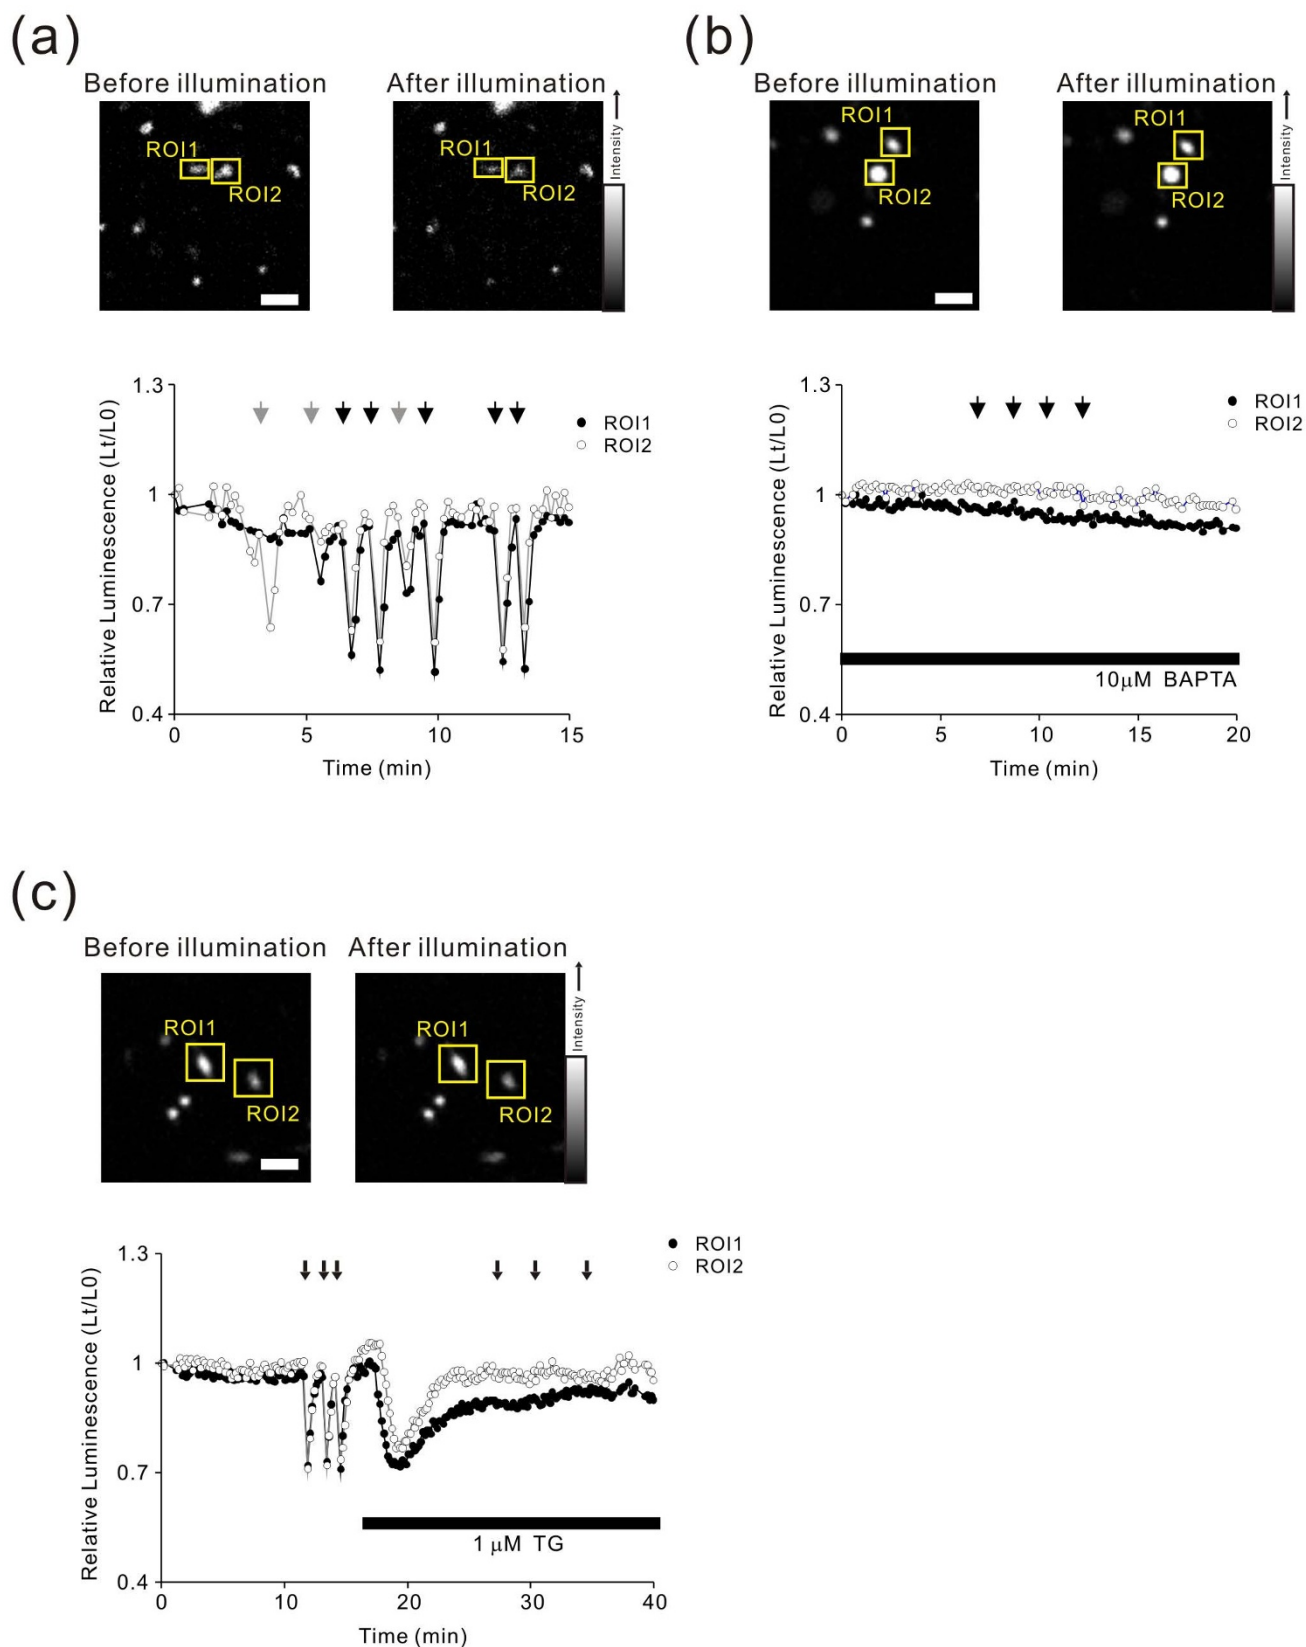 (a)
Before illumination
After illumination
Intensity
ROI1
ROI2
ROI1
ROI2
Relative Luminescence (Lt/L0)
1.3
1
0.7
0.4
0
5
10
15
Time (min)
ROI1
ROI2
(b)
Before illumination
After illumination
Intensity
ROI1
ROI2
ROI1
ROI2
Relative Luminescence (Lt/L0)
1.3
1
0.7
0.4
ROI1
ROI2
10μM BAPTA
0
5
10
15
20
Time (min)
(c)
Before illumination
After illumination
Intensity
ROI1
ROI2
ROI1
ROI2
Relative Luminescence (Lt/L0)
1.3
1
0.7
0.4
ROI1
ROI2
1 μM TG
0
10
20
30
40
Time (min)